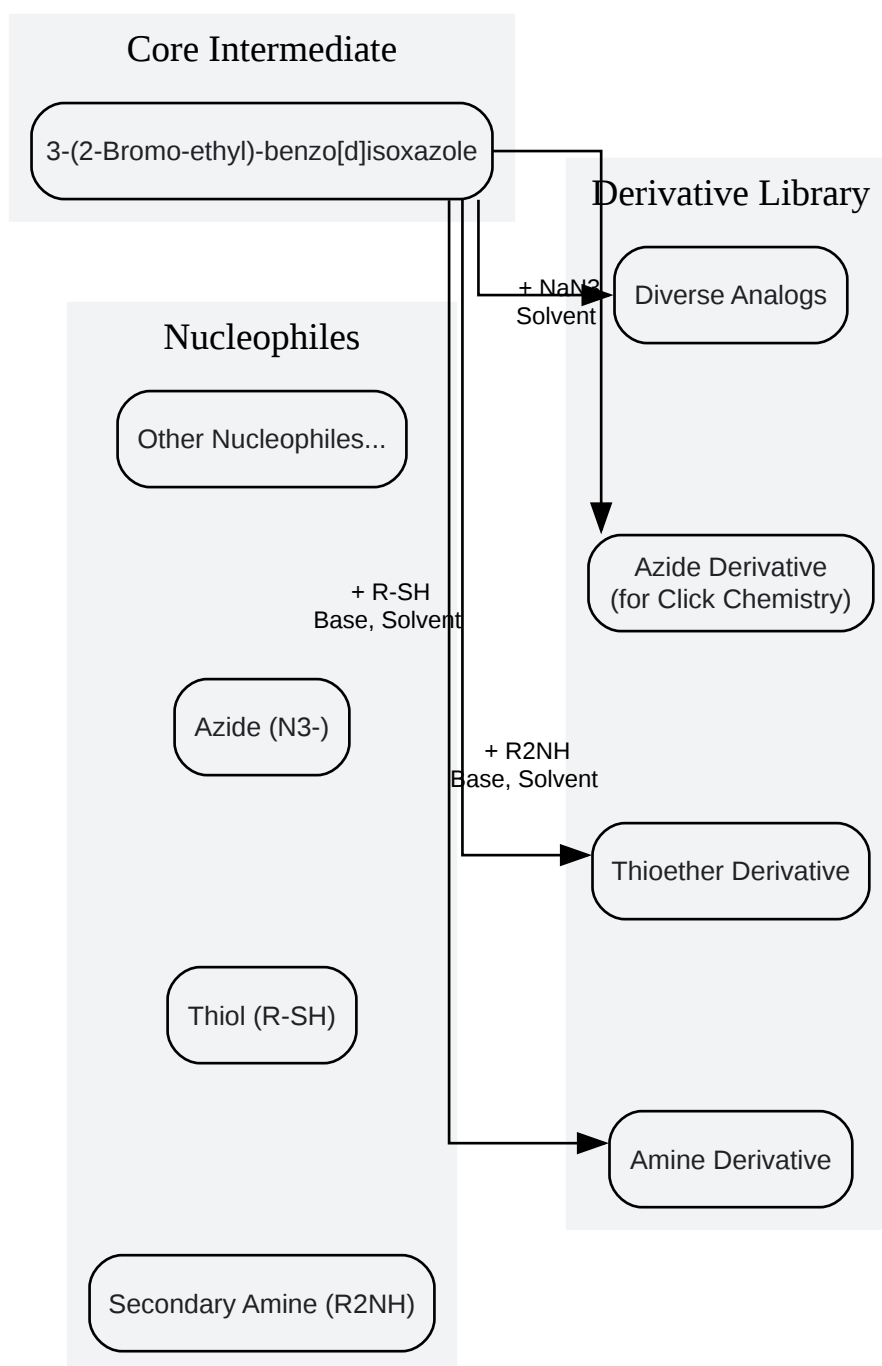 Core Intermediate
3-(2-Bromo-ethyl)-benzo[d]isoxazole
Derivative Library
+ NaN3
Solvent
Diverse Analogs
Nucleophiles
Other Nucleophiles...
Azide Derivative
(for Click Chemistry)
+ R-SH
Base, Solvent
Azide (N3-)
+ R2NH
Base, Solvent
Thioether Derivative
Thiol (R-SH)
Amine Derivative
Secondary Amine (R2NH)